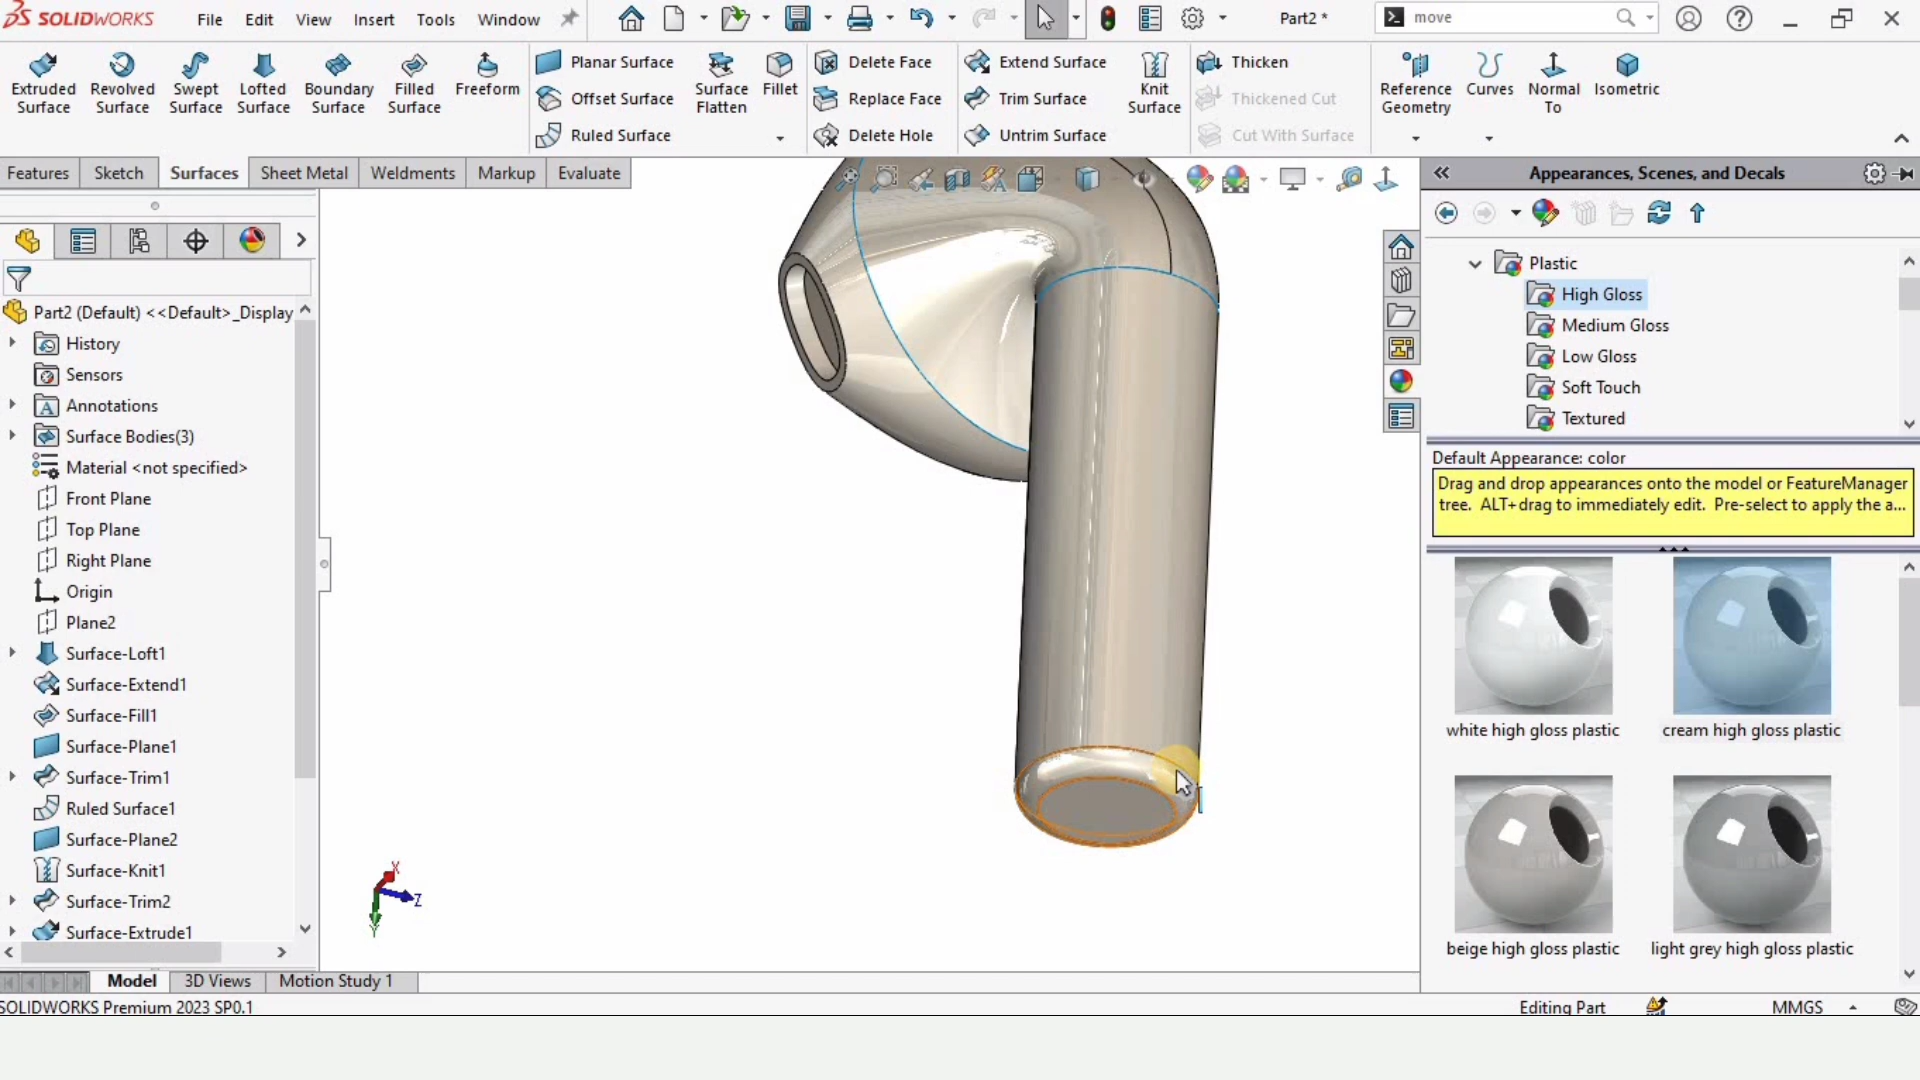 SOLIDWORKS File Edit View Insert Tools Window Part2 * move
Extruded Surface
Revolved Surface
Swept Surface
Lofted Surface
Boundary Surface
Filled Surface
Freeform
Planar Surface
Offset Surface
Ruled Surface
Surface Flatten
Fillet
Delete Face
Replace Face
Delete Hole
Extend Surface
Trim Surface
Untrim Surface
Knit Surface
Thicken
Thickened Cut
Cut With Surface
Reference Geometry
Curves
Normal To
Isometric
Features Sketch Surfaces Sheet Metal Weldments Markup Evaluate
Part2 (Default) <<Default>_Display
History
Sensors
Annotations
Surface Bodies(3)
Material <not specified>
Front Plane
Top Plane
Right Plane
Origin
Plane2
Surface-Loft1
Surface-Extend1
Surface-Fill1
Surface-Plane1
Surface-Trim1
Ruled Surface1
Surface-Plane2
Surface-Knit1
Surface-Trim2
Surface-Extrude1
X
Z
Y
Appearances, Scenes, and Decals
Plastic
High Gloss
Medium Gloss
Low Gloss
Soft Touch
Textured
Default Appearance: color
Drag and drop appearances onto the model or FeatureManager
tree. ALT+drag to immediately edit. Pre-select to apply the a...
white high gloss plastic
cream high gloss plastic
beige high gloss plastic
light grey high gloss plastic
Model 3D Views Motion Study 1
SOLIDWORKS Premium 2023 SP0.1
Editing Part
MMGS